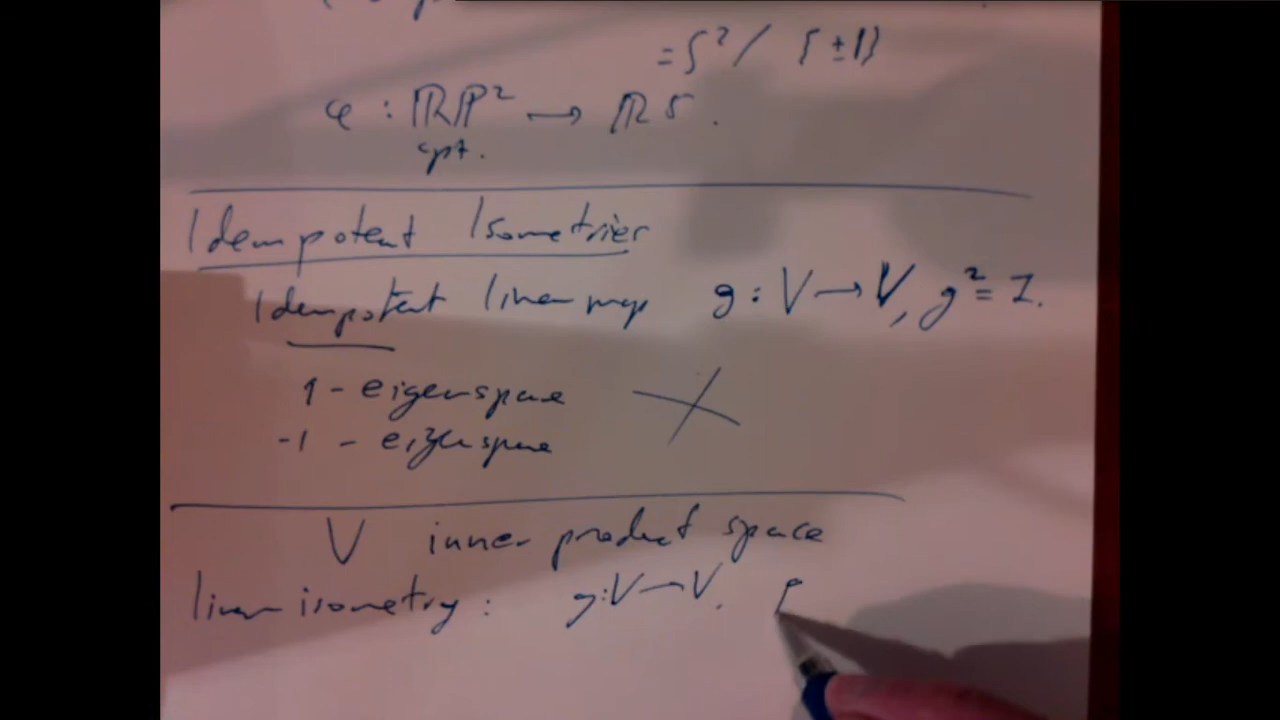 = S² / {±1}
φ : ℝP² → ℝ5.
cpt.
Idempotent Isometries
Idempotent linear maps g : V → V, g² = I.
1 - eigenspace
-1 - eigenspace
V inner product space
linear isometry : g : V → V.